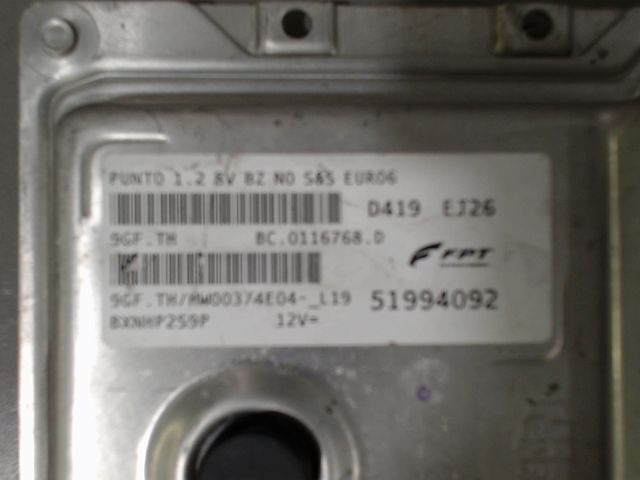 PUNTO 1.2 8V BZ NO S&S EURO6
D419 EJ26
9GF.TH BC.0116768.D
FPT
9GF.TH/HW00374E04-_L19 51994092
BXNHP2S9P 12V=